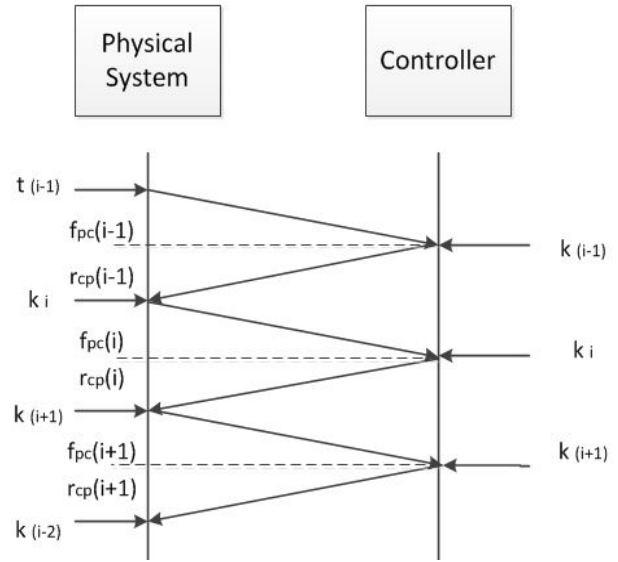 Physical System
Controller
t (i-1)
fpc(i-1)
k (i-1)
rcp(i-1)
k i
fpc(i)
k i
rcp(i)
k (i+1)
fpc(i+1)
k (i+1)
rcp(i+1)
k (i-2)